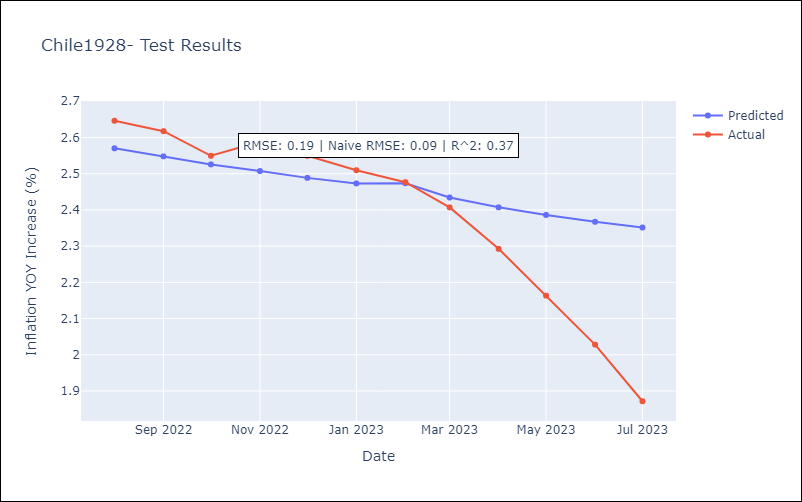 Chile1928- Test Results
Predicted
Actual
RMSE: 0.19 | Naive RMSE: 0.09 | R^2: 0.37
Inflation YOY Increase (%)
2.7
2.6
2.5
2.4
2.3
2.2
2.1
2
1.9
Sep 2022
Nov 2022
Jan 2023
Mar 2023
May 2023
Jul 2023
Date